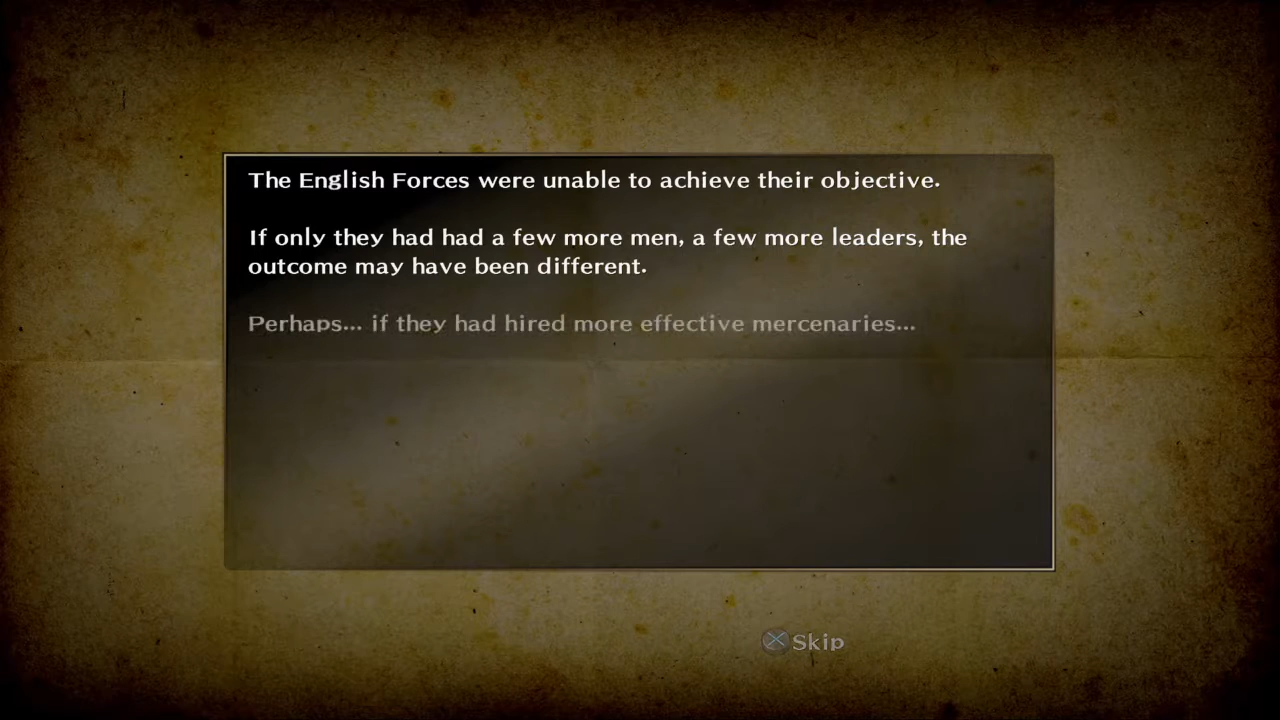 The English Forces were unable to achieve their objective.
If only they had had a few more men, a few more leaders, the
outcome may have been different.
Perhaps... if they had hired more effective mercenaries...
Skip